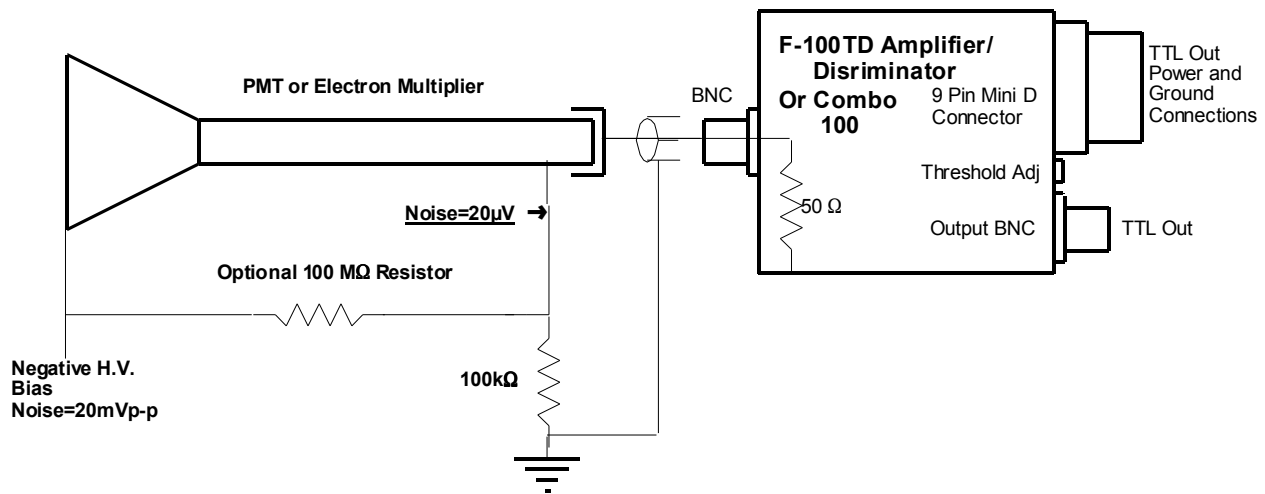 F-100TD Amplifier/
Disriminator
Or Combo
100
9 Pin Mini D
Connector
TTL Out
Power and
Ground
Connections
PMT or Electron Multiplier
BNC
Threshold Adj
Noise=20µV
50 Ω
Output BNC
TTL Out
Optional 100 MΩ Resistor
Negative H.V.
Bias
Noise=20mVp-p
100kΩ